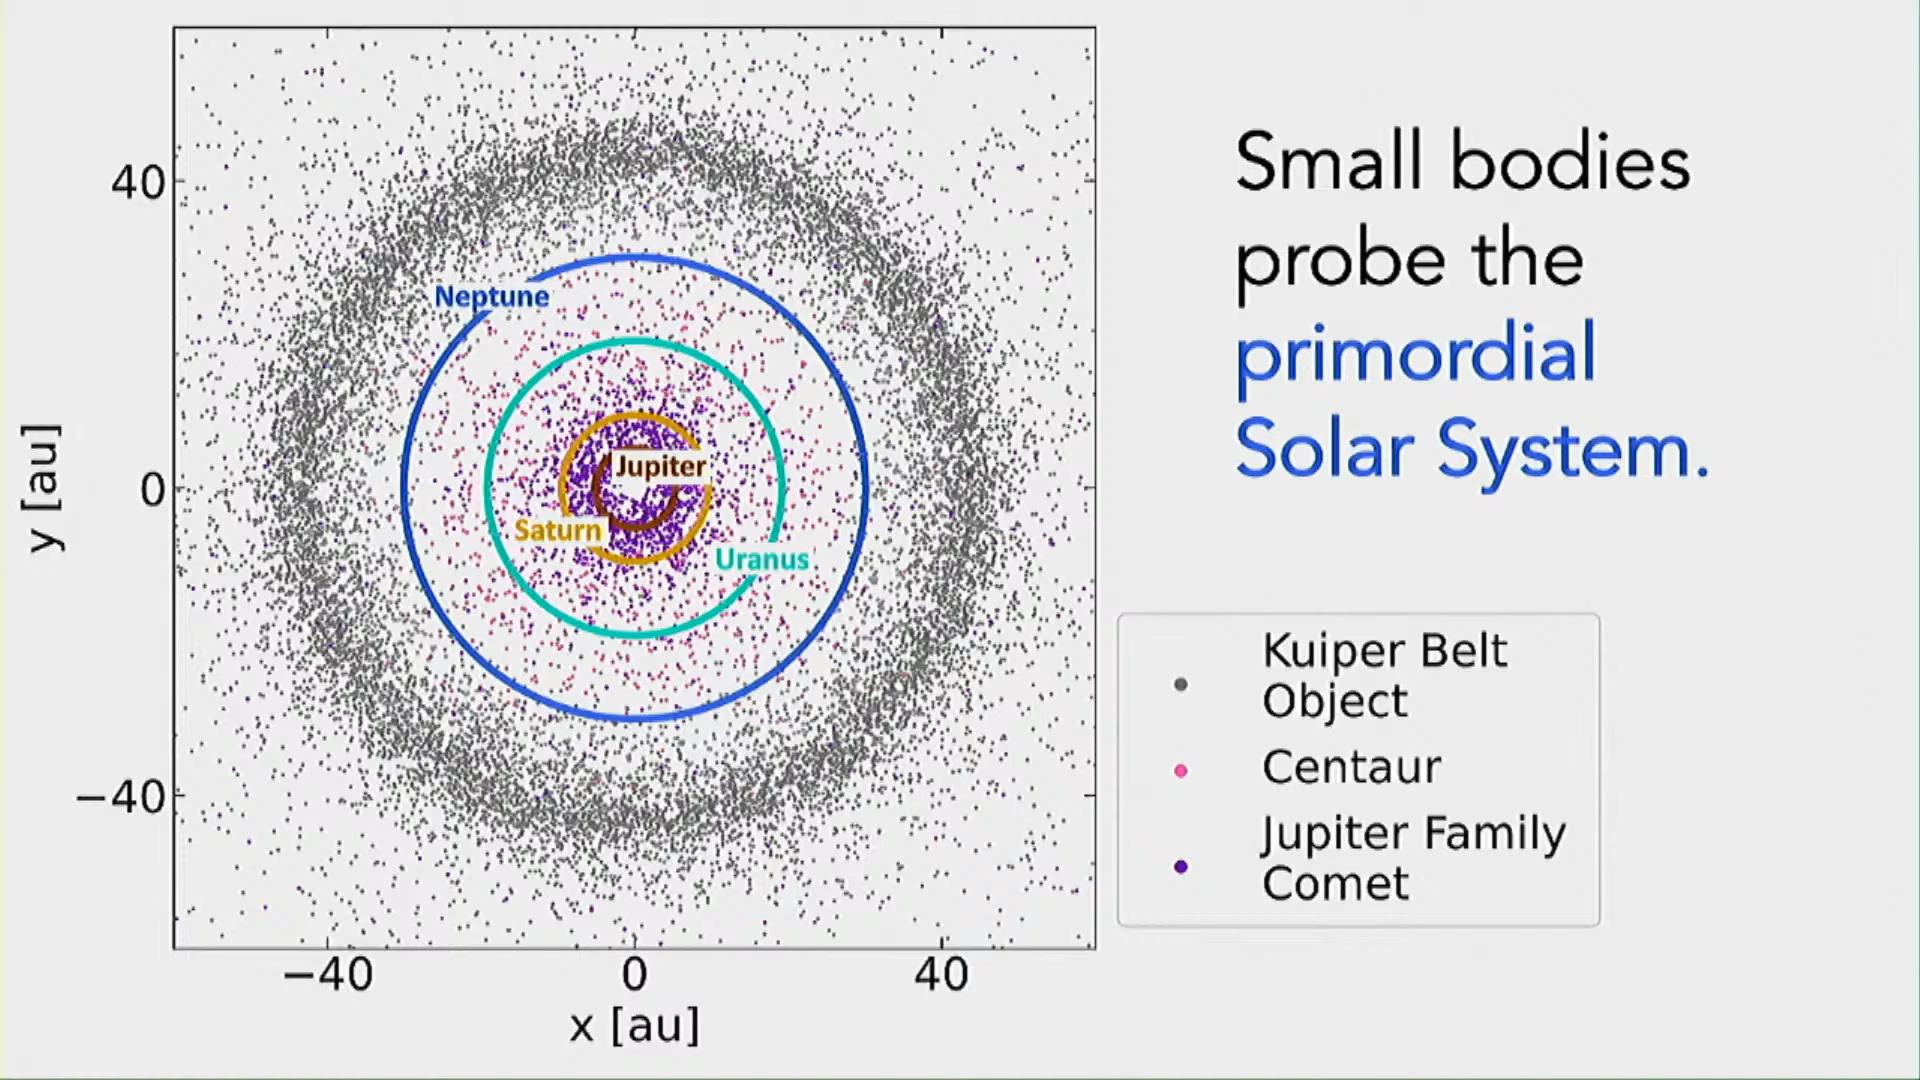 Small bodies
probe the
primordial
Solar System.
40
0
−40
y [au]
−40
0
40
x [au]
Neptune
Jupiter
Saturn
Uranus
Kuiper Belt
Object
Centaur
Jupiter Family
Comet